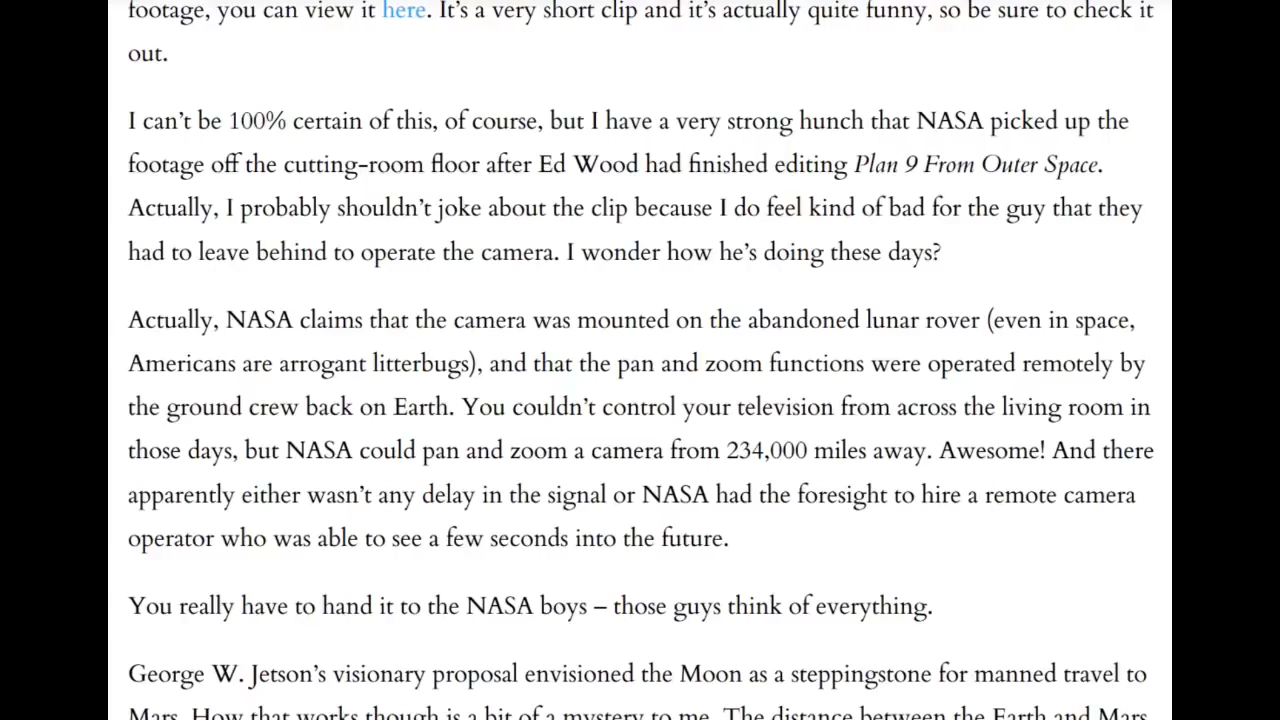 footage, you can view it here. It’s a very short clip and it’s actually quite funny, so be sure to check it
out.
I can’t be 100% certain of this, of course, but I have a very strong hunch that NASA picked up the
footage off the cutting-room floor after Ed Wood had finished editing Plan 9 From Outer Space.
Actually, I probably shouldn’t joke about the clip because I do feel kind of bad for the guy that they
had to leave behind to operate the camera. I wonder how he’s doing these days?
Actually, NASA claims that the camera was mounted on the abandoned lunar rover (even in space,
Americans are arrogant litterbugs), and that the pan and zoom functions were operated remotely by
the ground crew back on Earth. You couldn’t control your television from across the living room in
those days, but NASA could pan and zoom a camera from 234,000 miles away. Awesome! And there
apparently either wasn’t any delay in the signal or NASA had the foresight to hire a remote camera
operator who was able to see a few seconds into the future.
You really have to hand it to the NASA boys – those guys think of everything.
George W. Jetson’s visionary proposal envisioned the Moon as a steppingstone for manned travel to
Mars. How that works though is a bit of a mystery to me. The distance between the Earth and Mars